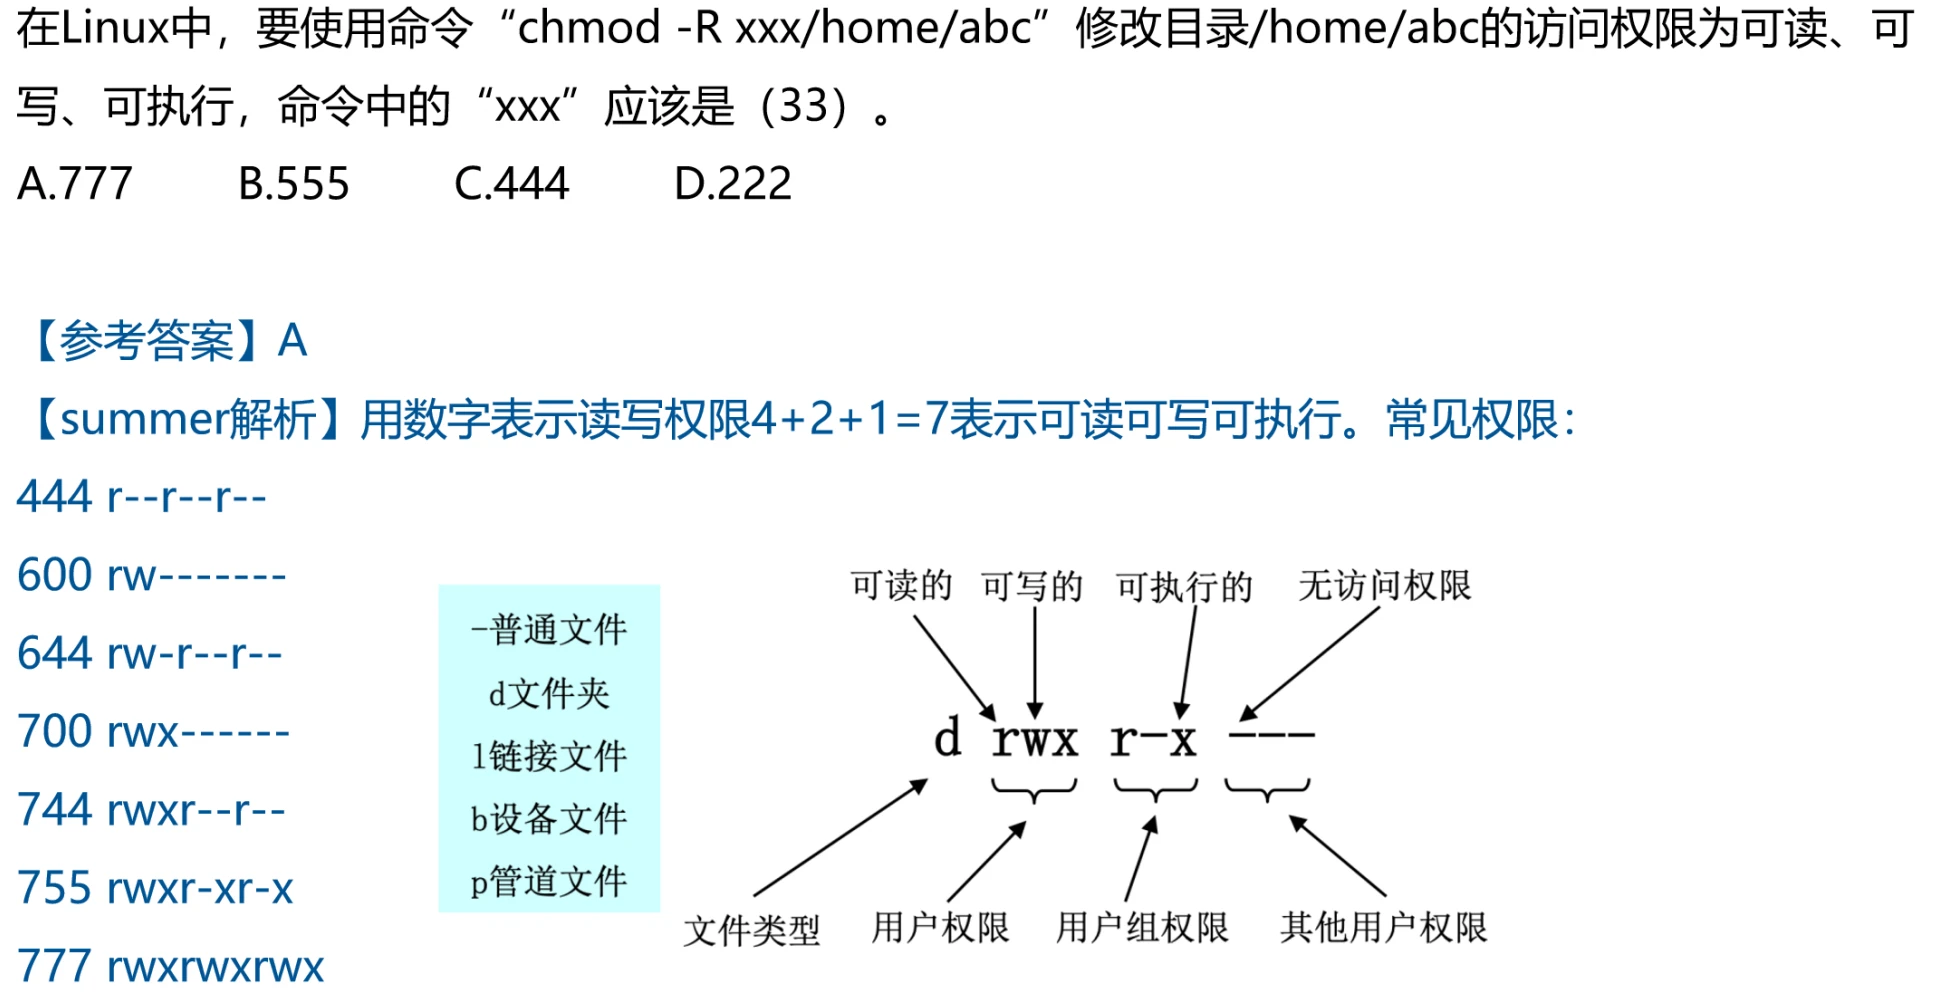 在Linux中，要使用命令“chmod -R xxx/home/abc”修改目录/home/abc的访问权限为可读、可
写、可执行，命令中的“xxx”应该是（33）。
A.777 B.555 C.444 D.222
【参考答案】A
【summer解析】用数字表示读写权限4+2+1=7表示可读可写可执行。常见权限：
444 r--r--r--
600 rw-------
644 rw-r--r--
700 rwx------
744 rwxr--r--
755 rwxr-xr-x
777 rwxrwxrwx
-普通文件
d文件夹
l链接文件
b设备文件
p管道文件
可读的 可写的 可执行的 无访问权限
d rwx r-x ---
文件类型 用户权限 用户组权限 其他用户权限